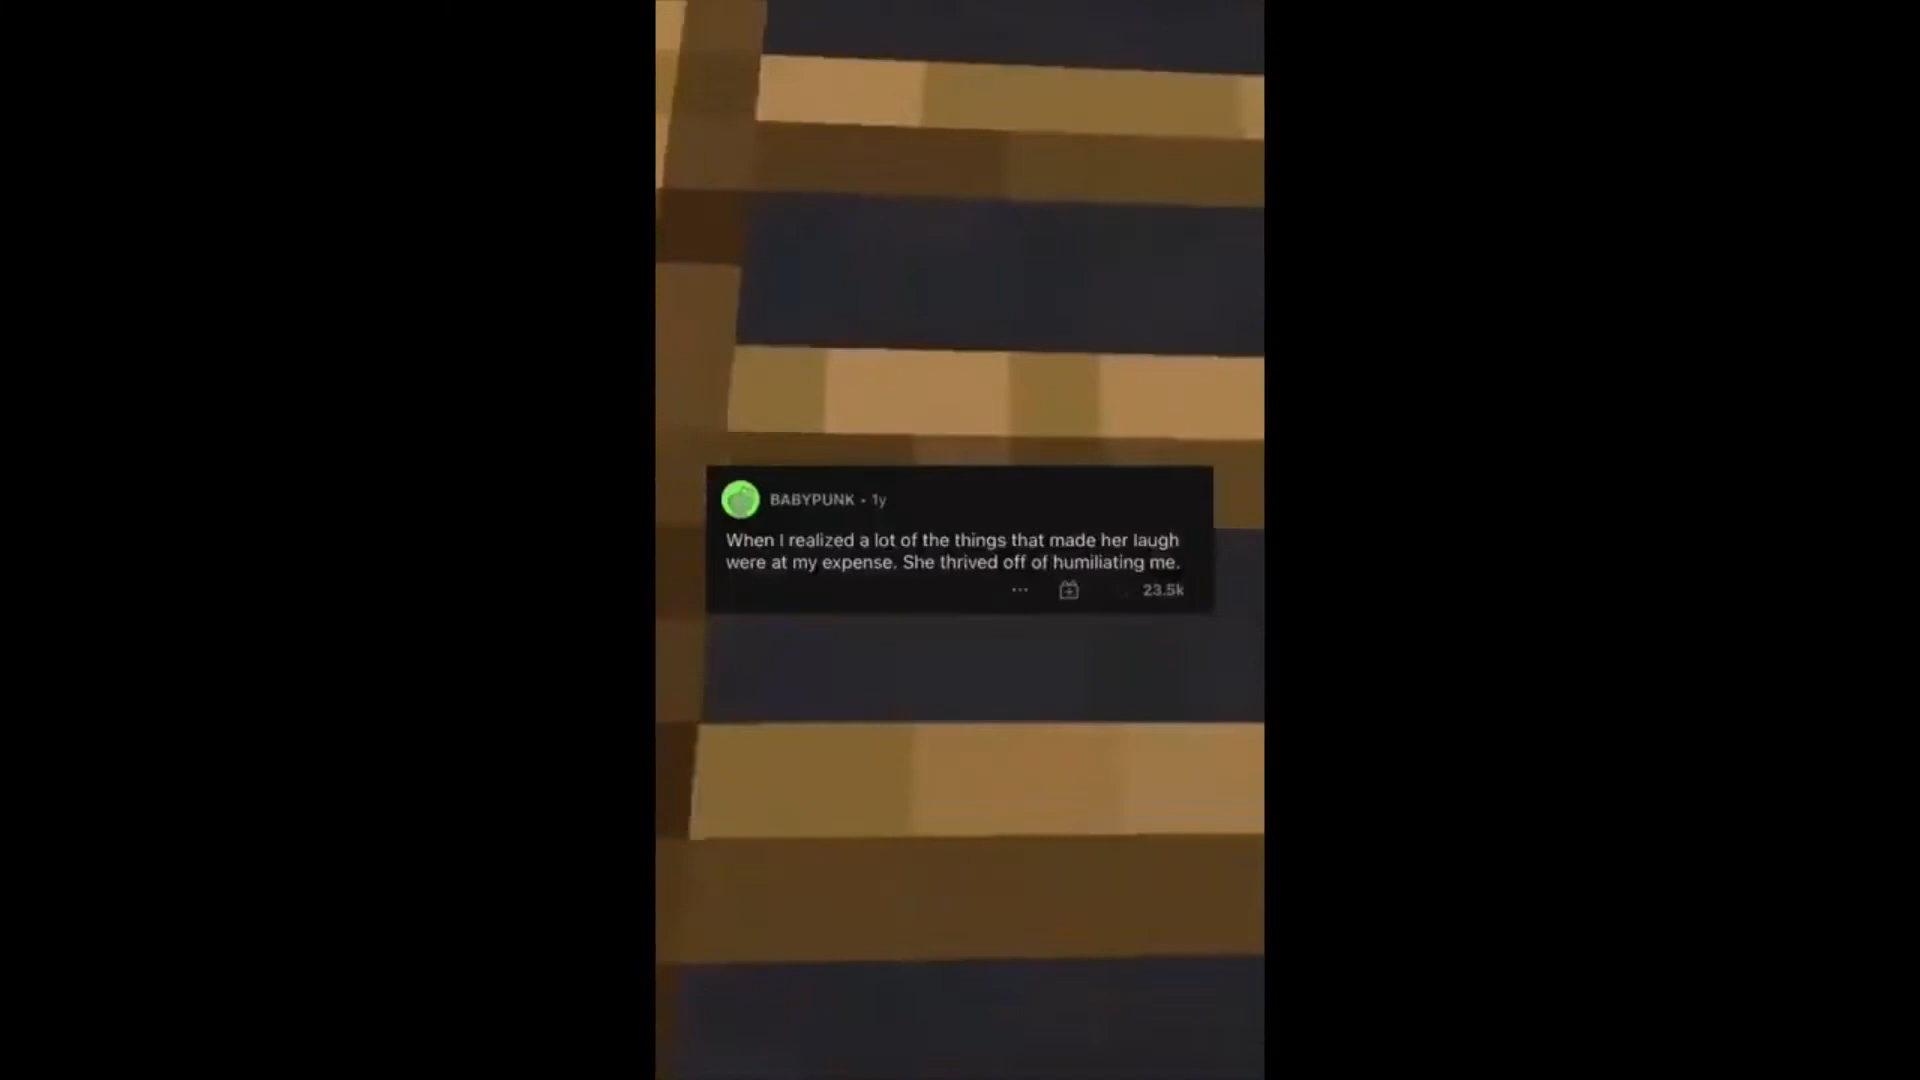 BABYPUNK • 1y
When I realized a lot of the things that made her laugh
were at my expense. She thrived off of humiliating me.
... 23.5k